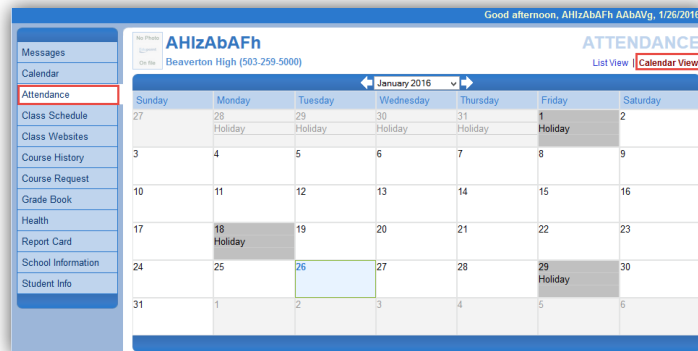 Good afternoon, AHIzAbAFh AAbAVg, 1/26/2016
No Photo
On file
AHIzAbAFh
ATTENDANCE
Beaverton High (503-259-5000)
List View | Calendar View
Messages
Calendar
Attendance
Class Schedule
Class Websites
Course History
Course Request
Grade Book
Health
Report Card
School Information
Student Info
January 2016
Sunday Monday Tuesday Wednesday Thursday Friday Saturday
27 28 29 30 31 1 2
Holiday Holiday Holiday Holiday Holiday
3 4 5 6 7 8 9
10 11 12 13 14 15 16
17 18 19 20 21 22 23
Holiday
24 25 26 27 28 29 30
Holiday
31 1 2 3 4 5 6